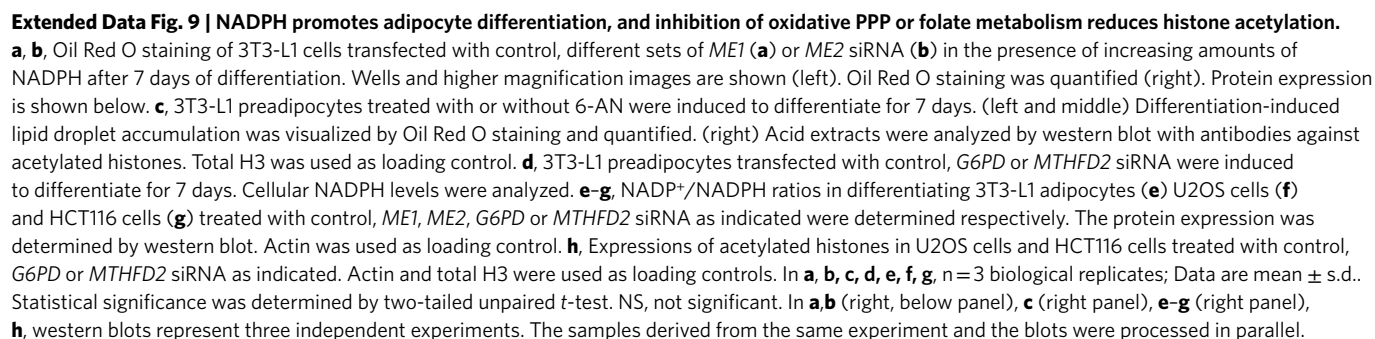 Extended Data Fig. 9 | NADPH promotes adipocyte differentiation, and inhibition of oxidative PPP or folate metabolism reduces histone acetylation.
a, b, Oil Red O staining of 3T3-L1 cells transfected with control, different sets of ME1 (a) or ME2 siRNA (b) in the presence of increasing amounts of
NADPH after 7 days of differentiation. Wells and higher magnification images are shown (left). Oil Red O staining was quantified (right). Protein expression
is shown below. c, 3T3-L1 preadipocytes treated with or without 6-AN were induced to differentiate for 7 days. (left and middle) Differentiation-induced
lipid droplet accumulation was visualized by Oil Red O staining and quantified. (right) Acid extracts were analyzed by western blot with antibodies against
acetylated histones. Total H3 was used as loading control. d, 3T3-L1 preadipocytes transfected with control, G6PD or MTHFD2 siRNA were induced
to differentiate for 7 days. Cellular NADPH levels were analyzed. e–g, NADP⁺/NADPH ratios in differentiating 3T3-L1 adipocytes (e) U2OS cells (f)
and HCT116 cells (g) treated with control, ME1, ME2, G6PD or MTHFD2 siRNA as indicated were determined respectively. The protein expression was
determined by western blot. Actin was used as loading control. h, Expressions of acetylated histones in U2OS cells and HCT116 cells treated with control,
G6PD or MTHFD2 siRNA as indicated. Actin and total H3 were used as loading controls. In a, b, c, d, e, f, g, n = 3 biological replicates; Data are mean ± s.d..
Statistical significance was determined by two-tailed unpaired t-test. NS, not significant. In a,b (right, below panel), c (right panel), e–g (right panel),
h, western blots represent three independent experiments. The samples derived from the same experiment and the blots were processed in parallel.